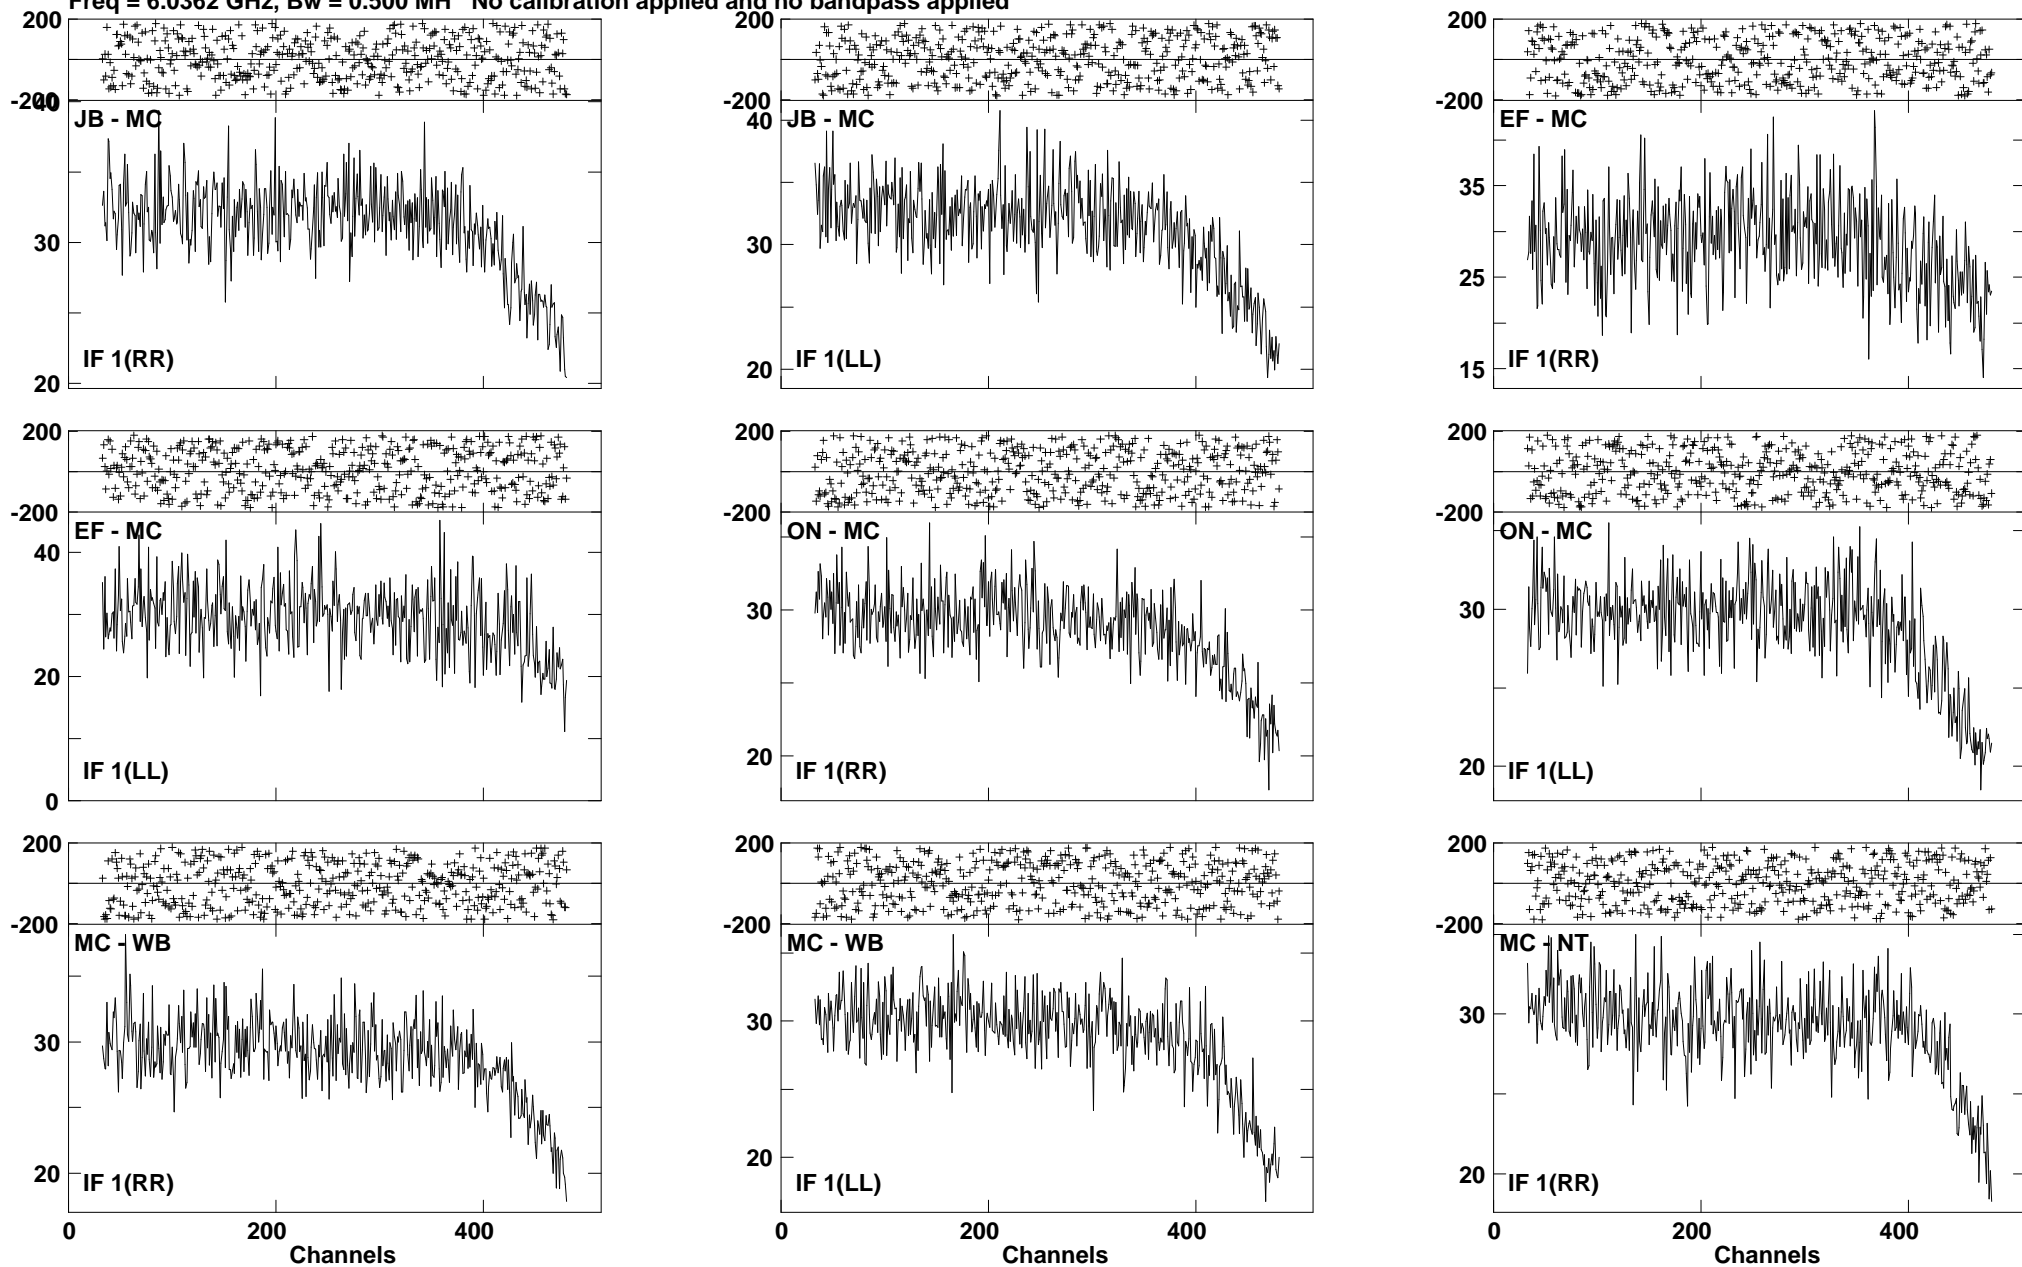 Freq = 6.0362 GHz, Bw = 0.500 MH No calibration applied and no bandpass applied
200 200
-200 -200 -200
40
JB - MC JB - MC EF - MC
40
35
30 30
25
20 20 15
IF 1(RR) IF 1(LL) IF 1(RR)
200 200 200
-200 -200 -200
EF - MC ON - MC ON - MC
40
30 30
20
20 20
0
IF 1(LL) IF 1(RR) IF 1(LL)
200 200 200
-200 -200 -200
MC - WB MC - WB MC - NT
30 30 30
20 20 20
IF 1(RR) IF 1(LL) IF 1(RR)
0 200 400 0 200 400 0 200 400
Channels Channels Channels